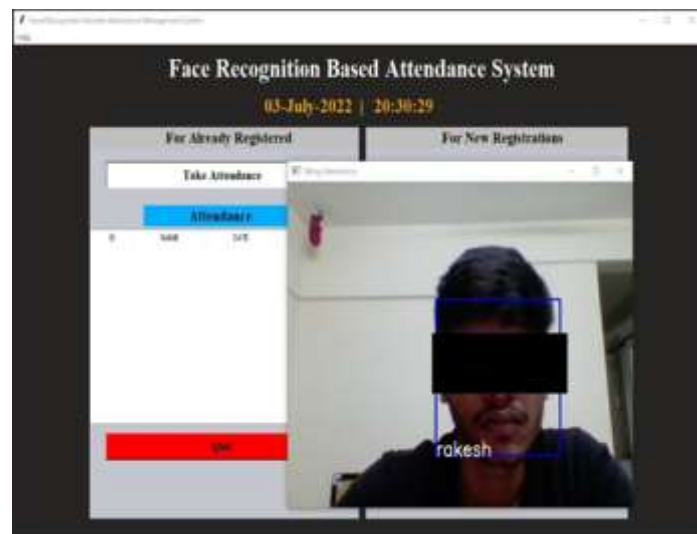 Face Recognition Based Attendance System
03-July-2022 | 20:30:29
For Already Registered
For New Registrations
Take Attendance
Attendance
rakesh